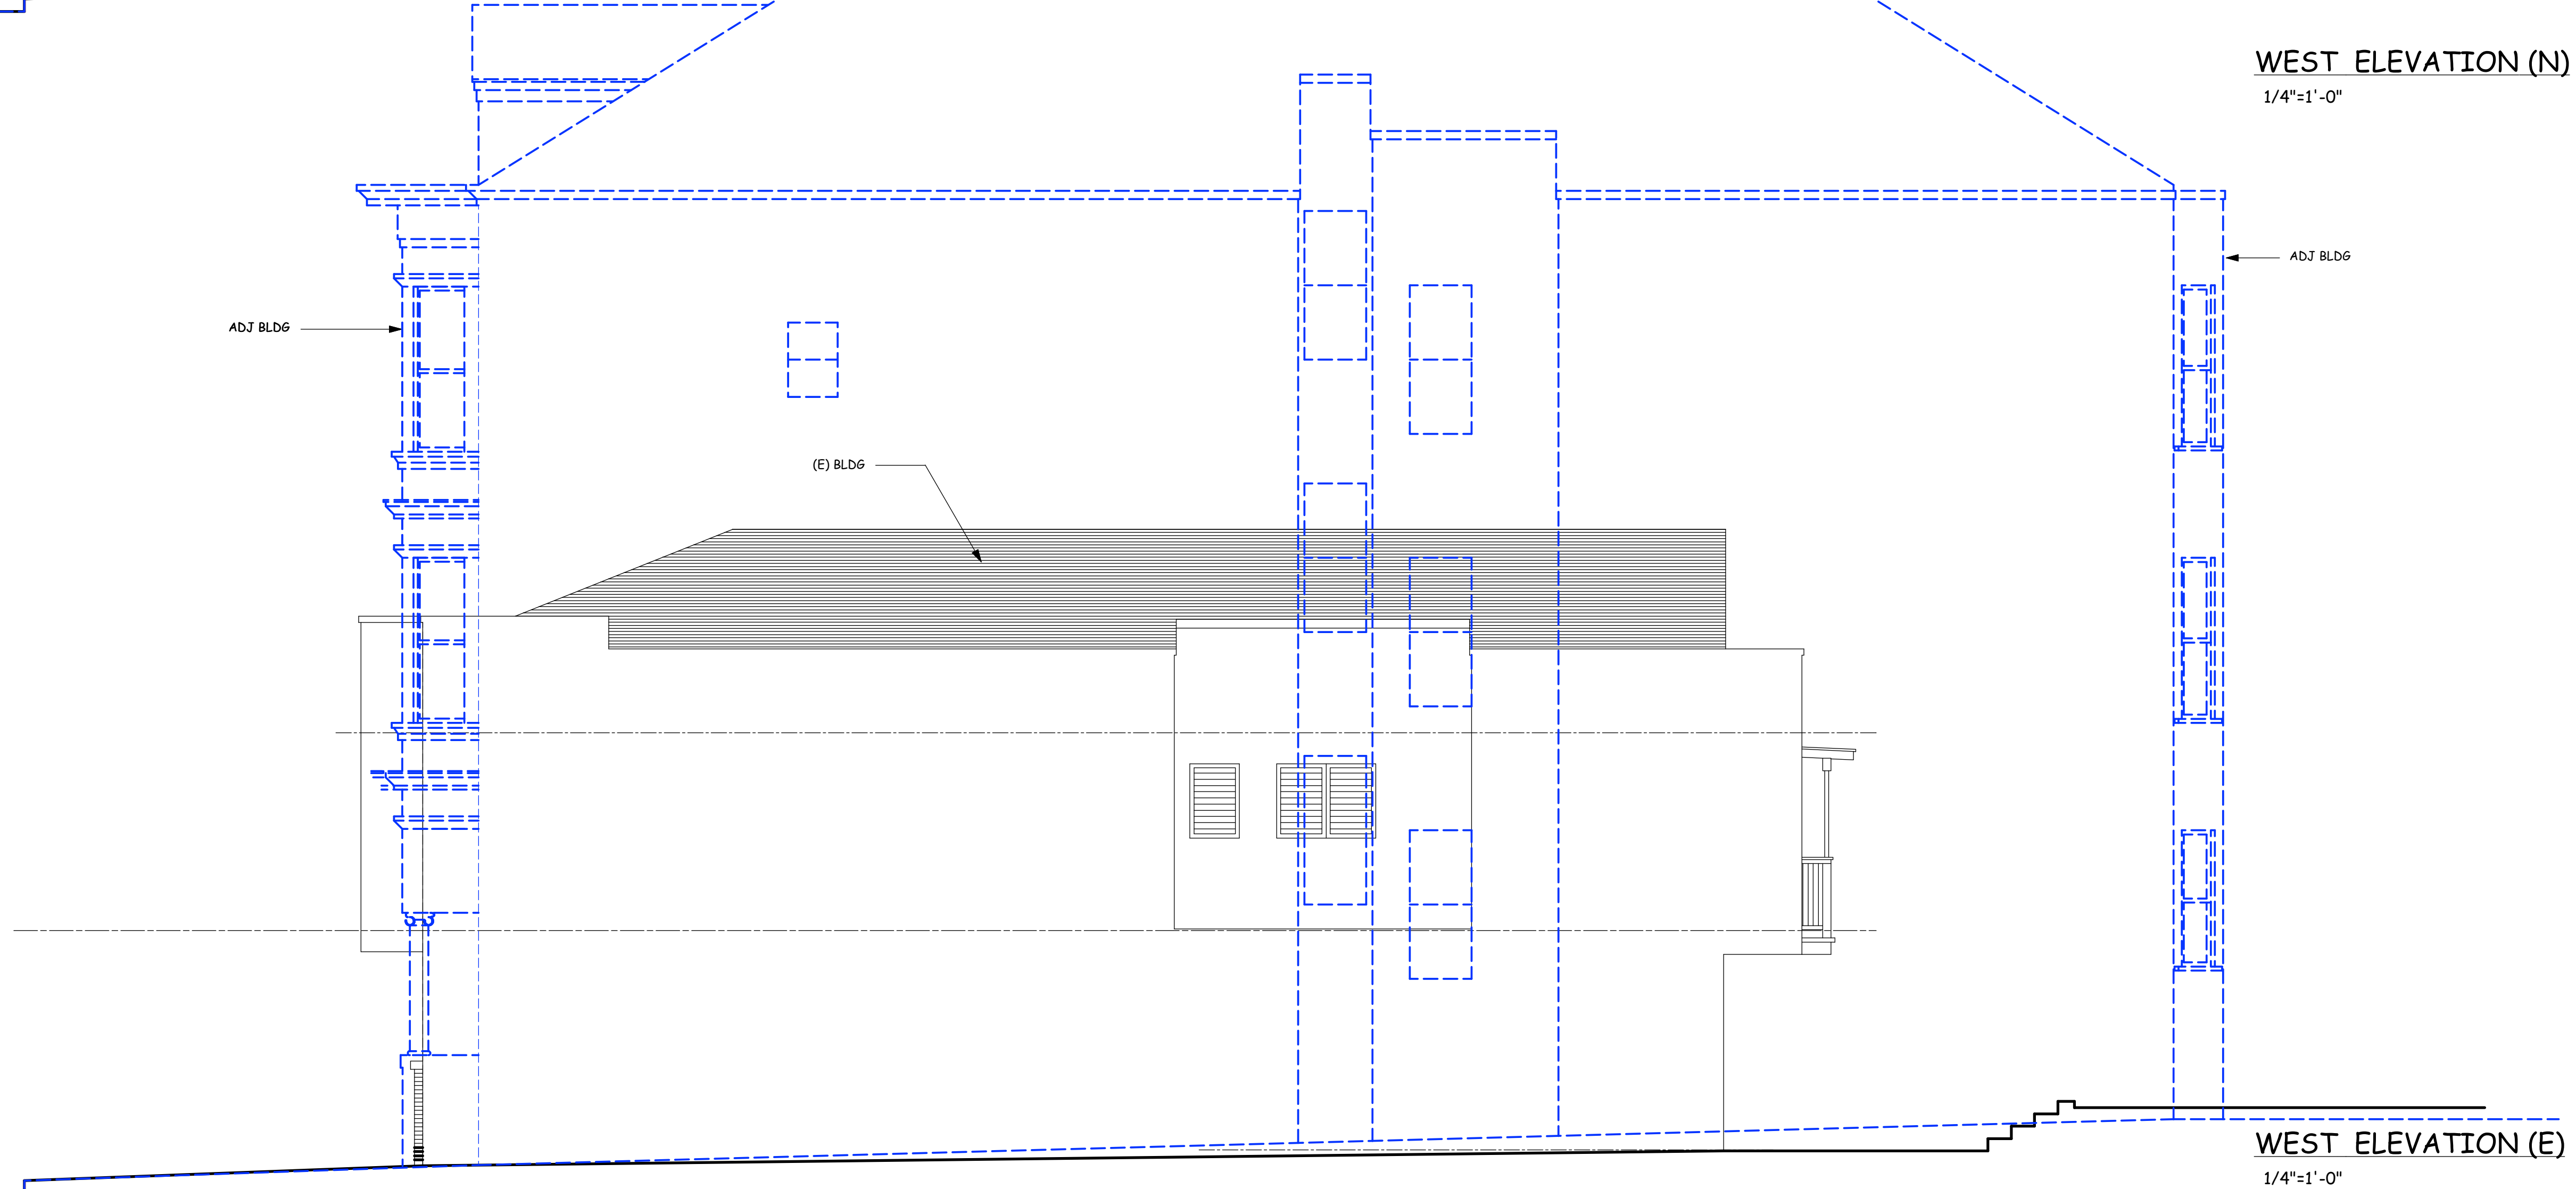 WEST ELEVATION (N)
1/4"=1'-0"
ADJ BLDG
ADJ BLDG
(E) BLDG
WEST ELEVATION (E)
1/4"=1'-0"